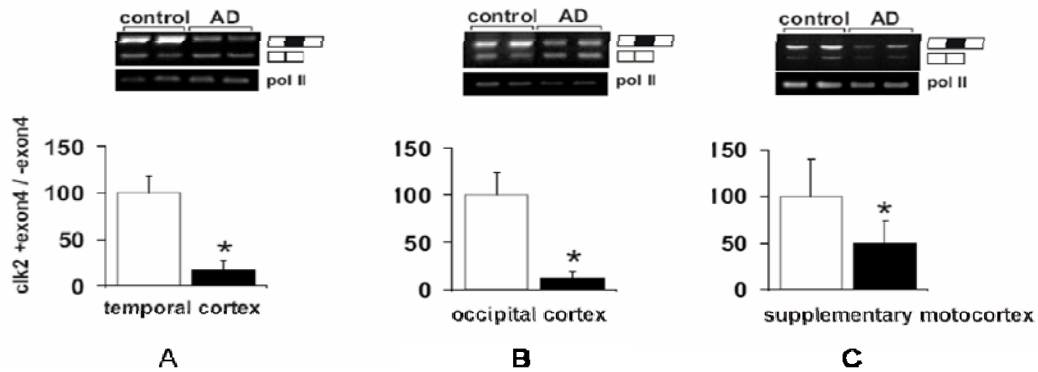 control AD
pol II
clk2 +exon4 / -exon4
150
100
50
0
temporal cortex
A
control AD
pol II
150
100
50
0
*
occipital cortex
B
control AD
pol II
150
100
50
0
*
supplementary motocortex
C
*